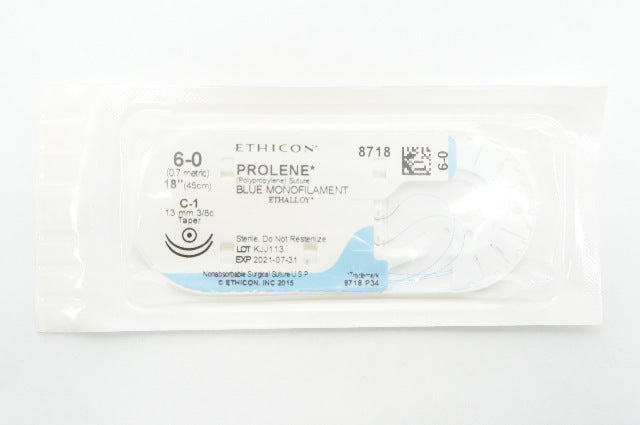 6-0
(0.7 metric)
18"(45cm)
C-1
13 mm 3/8c
Taper
ETHICON*
PROLENE*
(Polypropylene) Suture
BLUE MONOFILAMENT
ETHALLOY*
8718
6-0
Sterile. Do Not Resterilize
LOT KJJ113
EXP 2021-07-31
Nonabsorbable Surgical Suture U.S.P.
© ETHICON, INC 2015
*Trademark
8718 P34